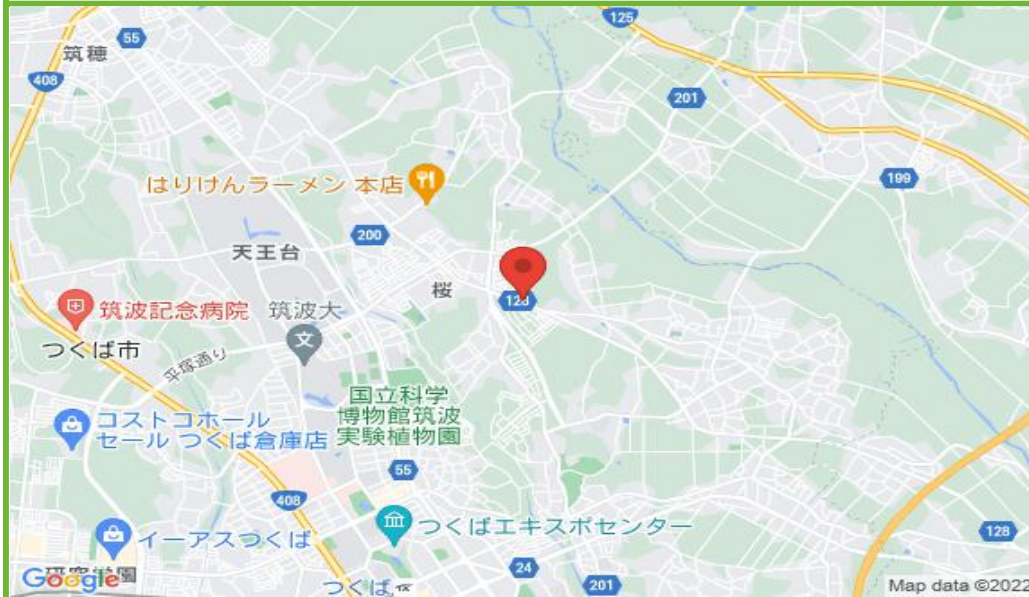 125
55
筑穂
408
201
はりけんラーメン 本店
199
200
天王台
桜
128
筑波記念病院
筑波大
つくば市
平塚通り
国立科学
博物館筑波
実験植物園
コストコホール
セール つくば倉庫店
55
408
つくばエキスポセンター
128
イーアスつくば
24
Google
つくば
201
Map data ©2022